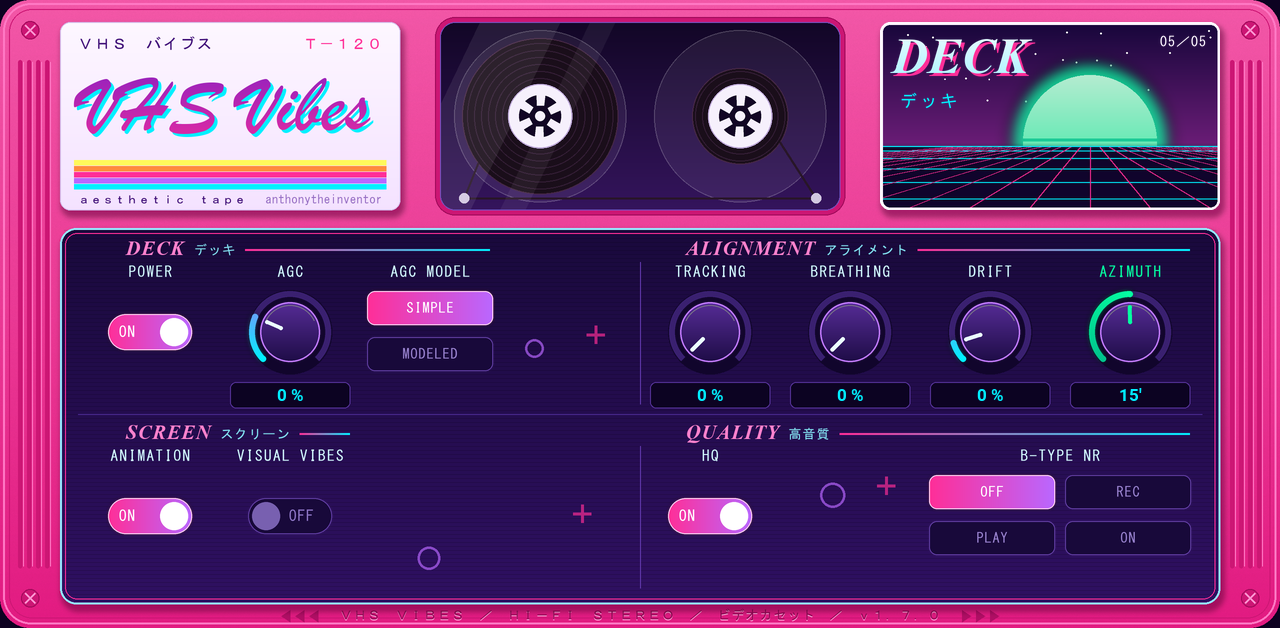 VHS バイブス T-120
VHS Vibes
aesthetic tape anthonytheinventor
DECK 05/05
デッキ
DECK デッキ
ALIGNMENT アライメント
POWER AGC AGC MODEL TRACKING BREATHING DRIFT AZIMUTH
SIMPLE
ON
MODELED
0 % 0 % 0 % 0 % 15'
SCREEN スクリーン
QUALITY 高音質
ANIMATION VISUAL VIBES HQ B-TYPE NR
OFF REC
ON OFF ON
PLAY ON
VHS VIBES / HI-FI STEREO / ビデオカセット / v1.7.0